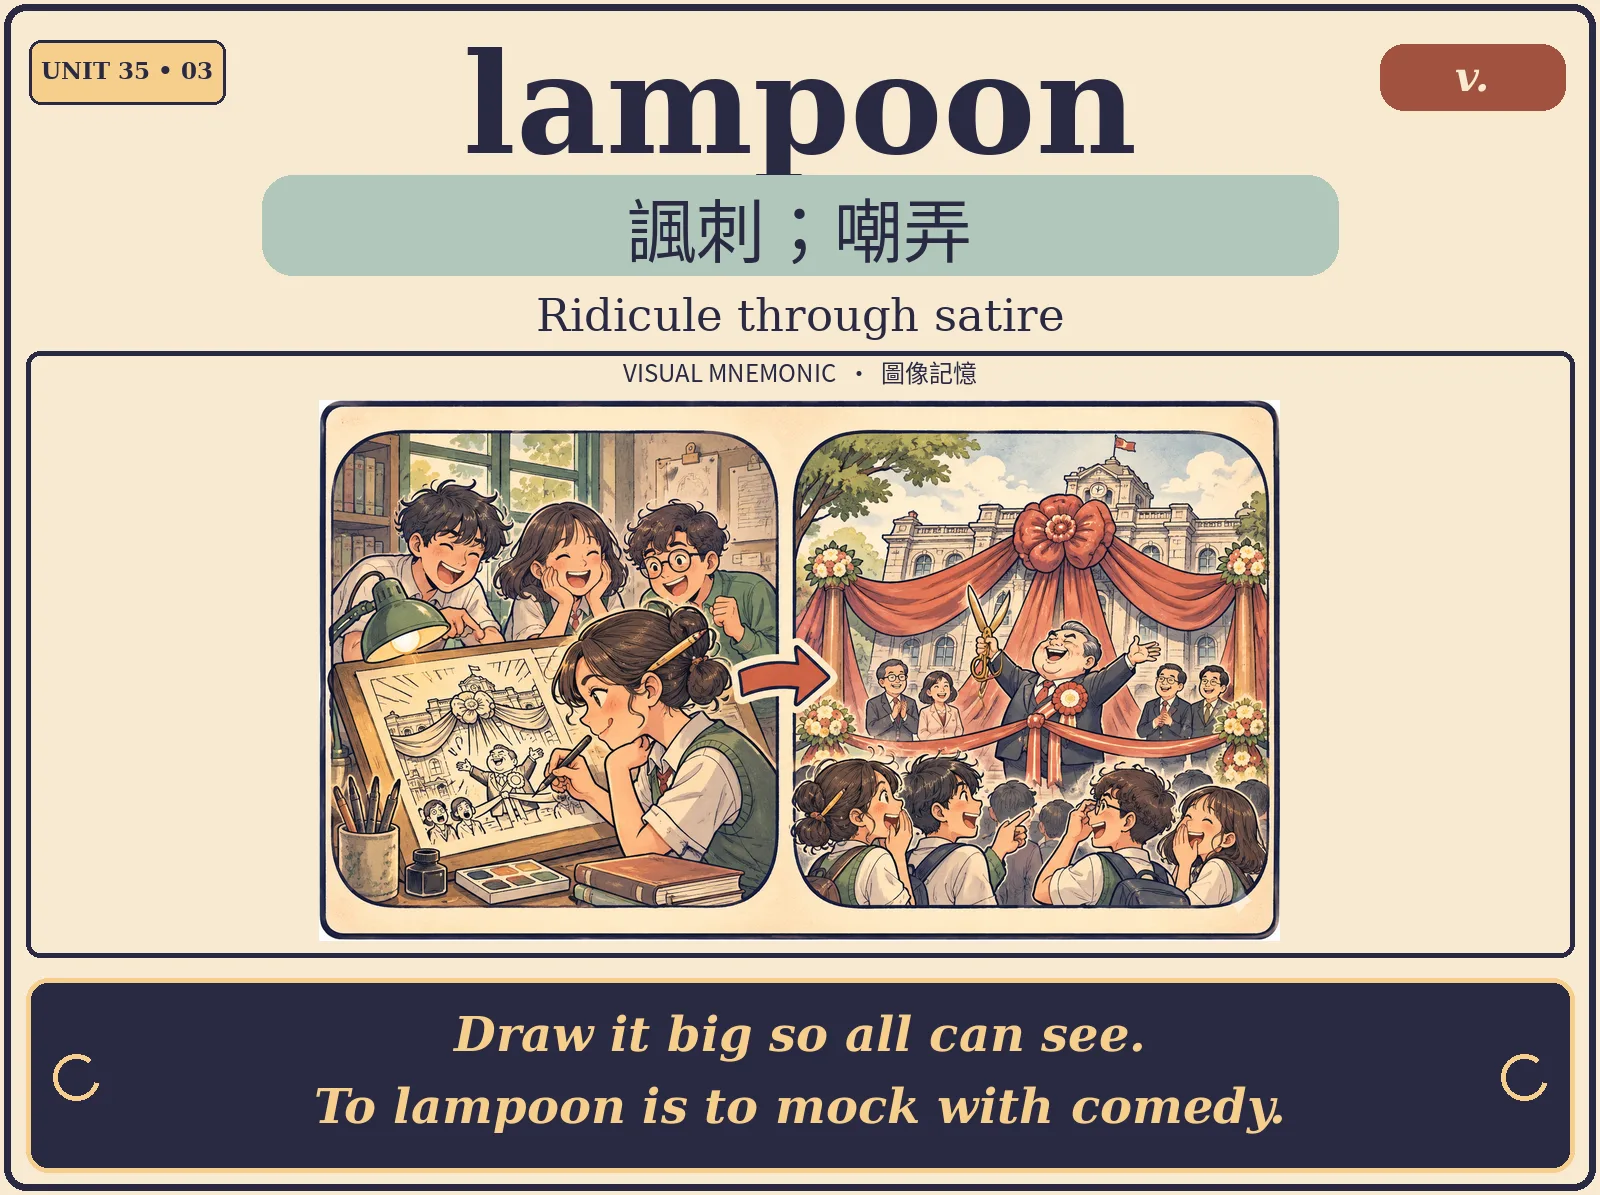 UNIT 35 • 03
lampoon
v.
諷刺；嘲弄
Ridicule through satire
VISUAL MNEMONIC • 圖像記憶
Draw it big so all can see.
To lampoon is to mock with comedy.